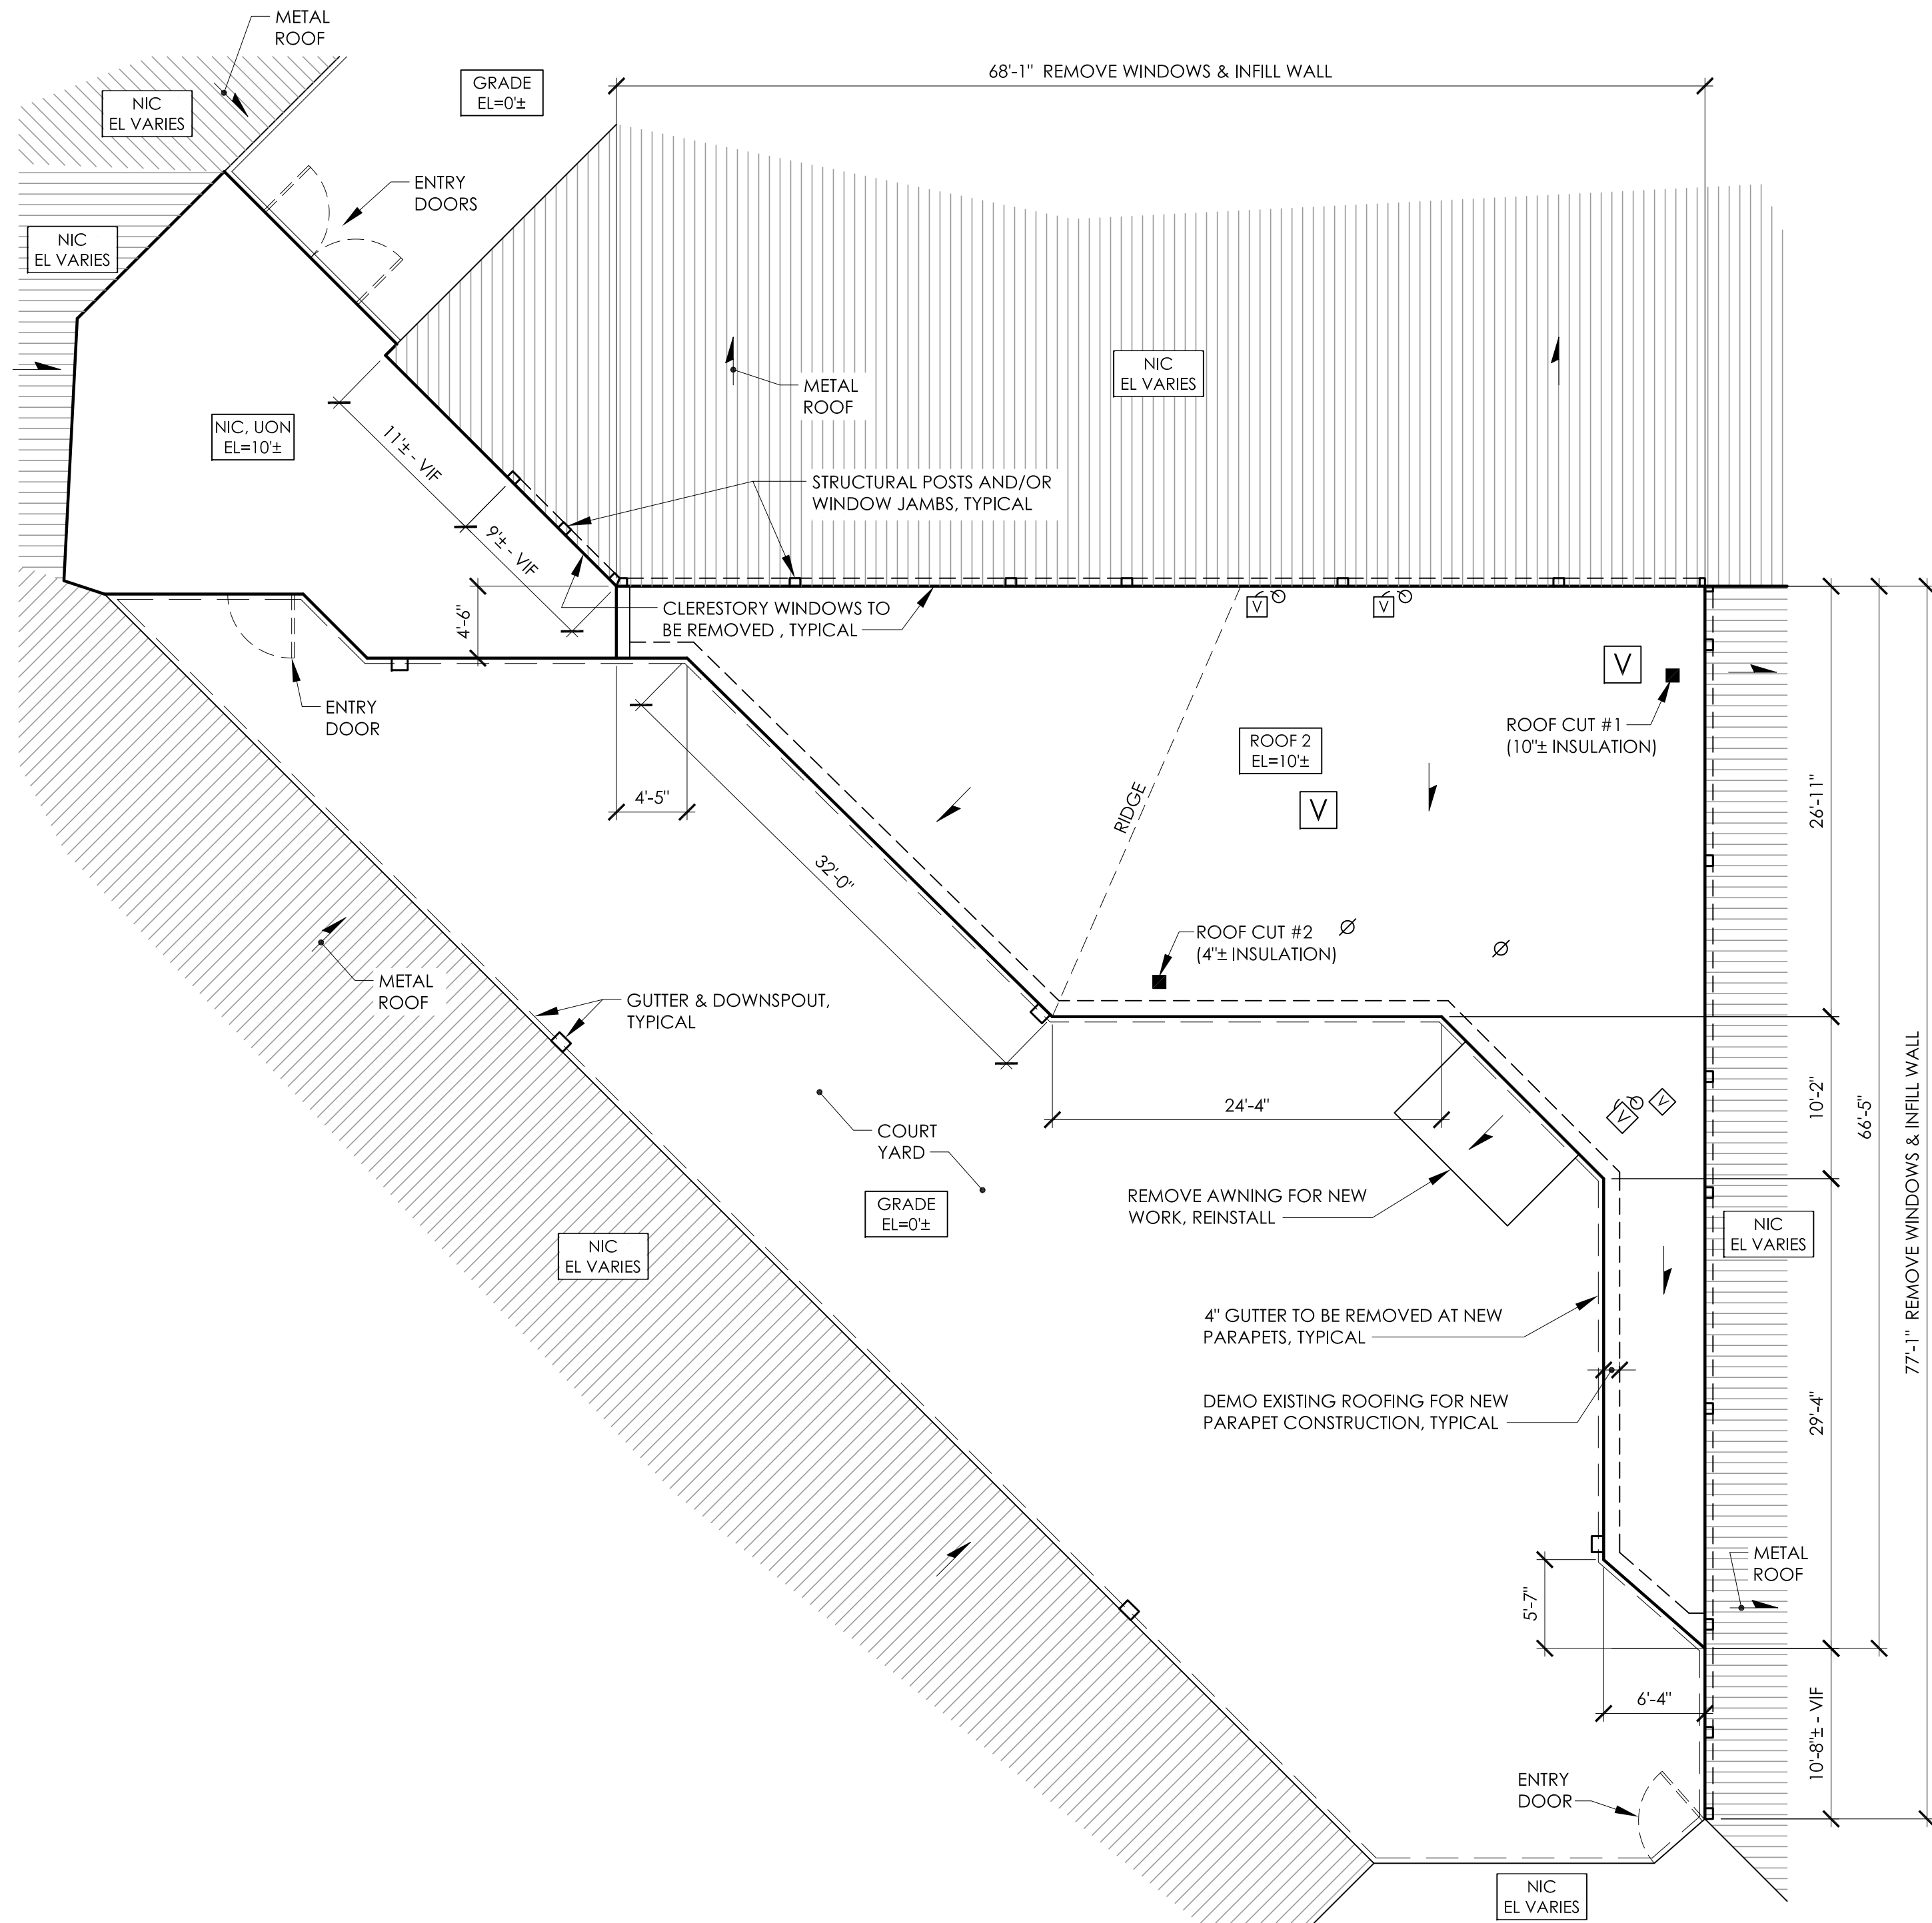 METAL
ROOF
68'-1" REMOVE WINDOWS & INFILL WALL
GRADE
EL=0'±
NIC
EL VARIES
ENTRY
DOORS
NIC
EL VARIES
NIC
EL VARIES
METAL
ROOF
NIC, UON
EL=10'±
11'± - VIF
STRUCTURAL POSTS AND/OR
WINDOW JAMBS, TYPICAL
9'± - VIF
CLERESTORY WINDOWS TO
BE REMOVED , TYPICAL
4'-6"
V
V
V
ENTRY
DOOR
ROOF CUT #1
(10"± INSULATION)
ROOF 2
EL=10'±
V
4'-5"
RIDGE
26'-11"
32'-0"
ROOF CUT #2
(4"± INSULATION)
METAL
ROOF
GUTTER & DOWNSPOUT,
TYPICAL
24'-4"
V
V
10'-2"
66'-5"
77'-1" REMOVE WINDOWS & INFILL WALL
COURT
YARD
GRADE
EL=0'±
REMOVE AWNING FOR NEW
WORK, REINSTALL
NIC
EL VARIES
NIC
EL VARIES
4" GUTTER TO BE REMOVED AT NEW
PARAPETS, TYPICAL
DEMO EXISTING ROOFING FOR NEW
PARAPET CONSTRUCTION, TYPICAL
29'-4"
METAL
ROOF
5'-7"
6'-4"
10'-8"± - VIF
ENTRY
DOOR
NIC
EL VARIES